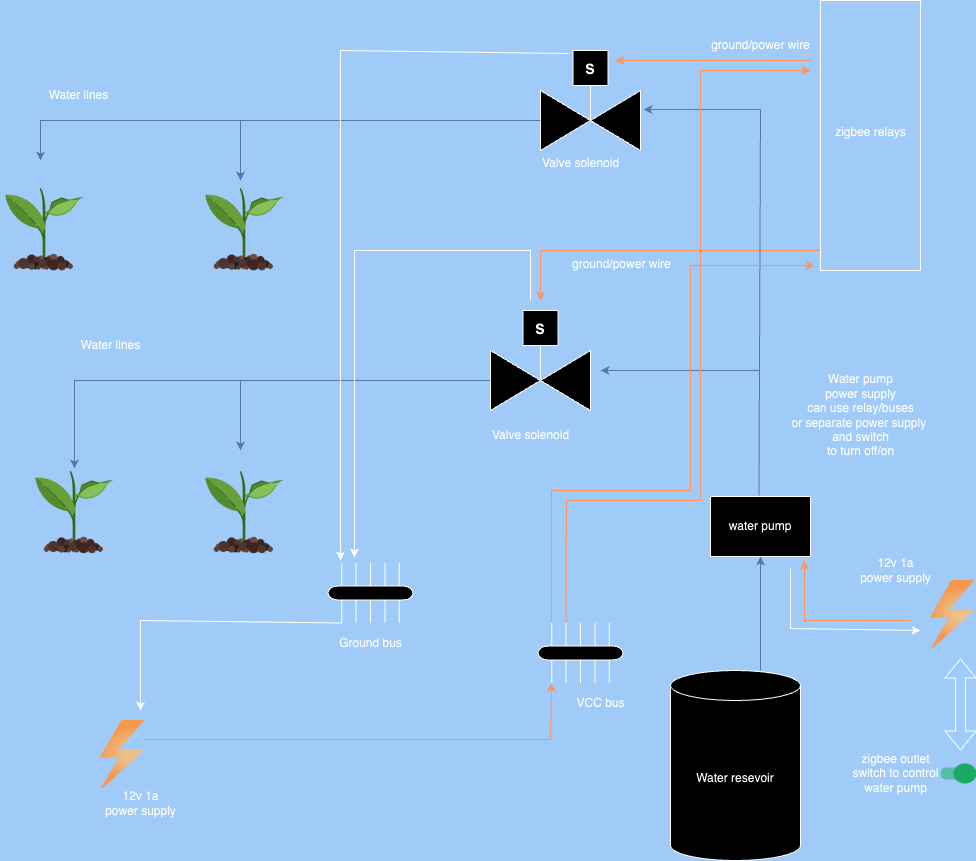 ground/power wire
S
Water lines
zigbee relays
Valve solenoid
ground/power wire
S
Water lines
Water pump
power supply
can use relay/buses
or separate power supply
and switch
to turn off/on
Valve solenoid
water pump
12v 1a
power supply
Ground bus
VCC bus
zigbee outlet
switch to control
water pump
Water resevoir
12v 1a
power supply